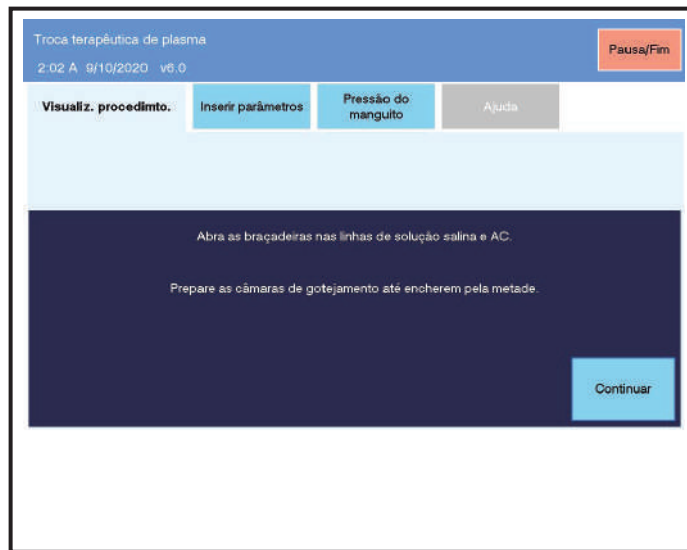 Troca terapêutica de plasma
Pausa/Fim
2:02 A 9/10/2020 v6.0
Visualiz. procedimto.
Inserir parâmetros
Pressão do
manguito
Ajuda
Abra as braçadeiras nas linhas de solução salina e AC.
Prepare as câmaras de gotejamento até encherem pela metade.
Continuar